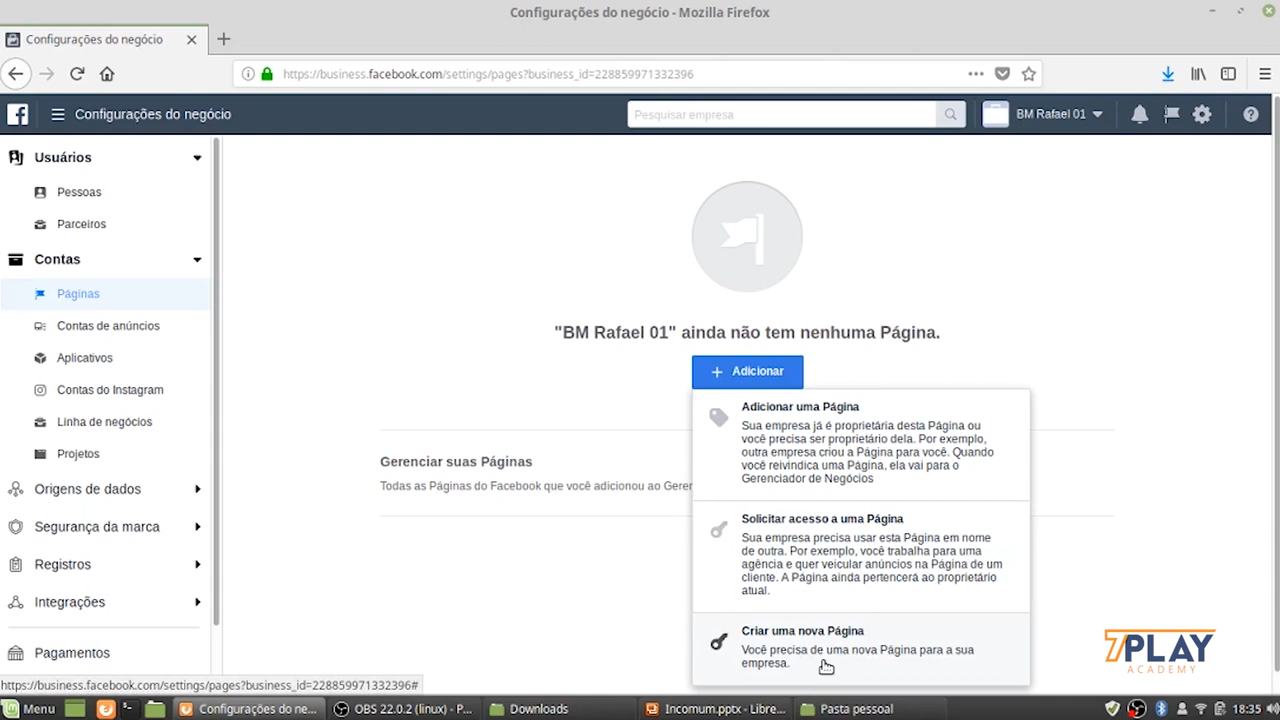 Configurações do negócio - Mozilla Firefox
Configurações do negócio
https://business.facebook.com/settings/pages?business_id=228859971332396
Configurações do negócio
Pesquisar empresa
BM Rafael 01
Usuários
Pessoas
Parceiros
Contas
Páginas
Contas de anúncios
Aplicativos
Contas do Instagram
Linha de negócios
Projetos
Origens de dados
Segurança da marca
Registros
Integrações
Pagamentos
"BM Rafael 01" ainda não tem nenhuma Página.
+ Adicionar
Gerenciar suas Páginas
Todas as Páginas do Facebook que você adicionou ao Geren
Adicionar uma Página
Sua empresa já é proprietária desta Página ou
você precisa ser proprietário dela. Por exemplo,
outra empresa criou a Página para você. Quando
você reivindica uma Página, ela vai para o
Gerenciador de Negócios
Solicitar acesso a uma Página
Sua empresa precisa usar esta Página em nome
de outra. Por exemplo, você trabalha para uma
agência e quer veicular anúncios na Página de um
cliente. A Página ainda pertencerá ao proprietário
atual.
Criar uma nova Página
Você precisa de uma nova Página para a sua
empresa.
7PLAY
ACADEMY
https://business.facebook.com/settings/pages?business_id=228859971332396#
Menu
Configurações do ne...
OBS 22.0.2 (linux) - P...
Downloads
Incomum.pptx - Libre...
Pasta pessoal
18:35